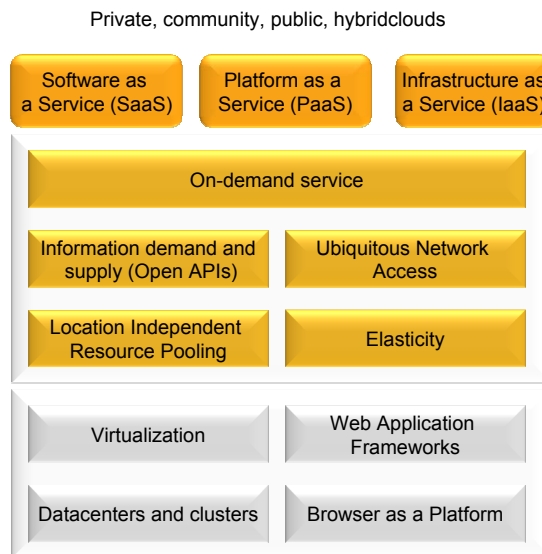 Private, community, public, hybridclouds
Software as
a Service (SaaS)
Platform as a
Service (PaaS)
Infrastructure as
a Service (IaaS)
On-demand service
Information demand and
supply (Open APIs)
Ubiquitous Network
Access
Location Independent
Resource Pooling
Elasticity
Virtualization
Web Application
Frameworks
Datacenters and clusters
Browser as a Platform